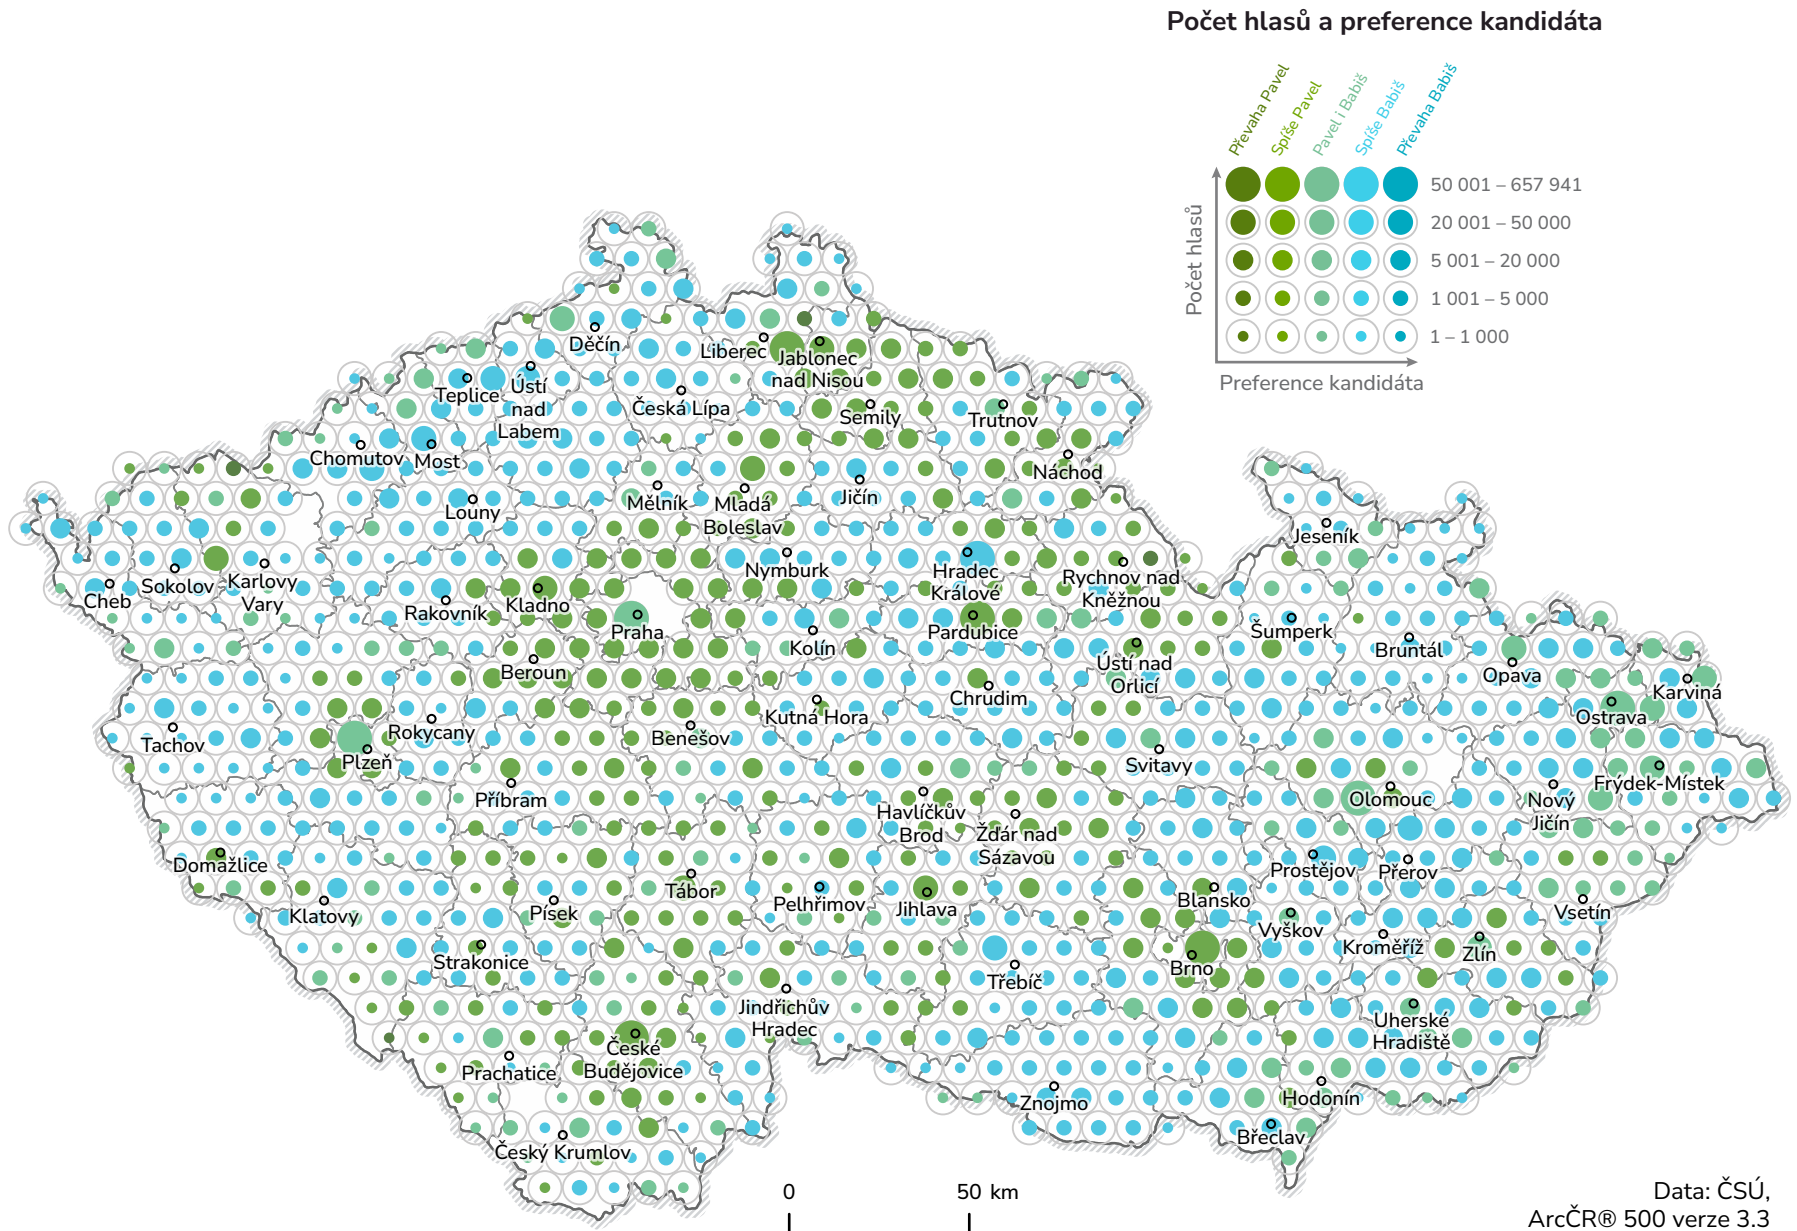 Počet hlasů a preference kandidáta
Převaha Pavel
Spíše Pavel
Pavel i Babiš
Spíše Babiš
Převaha Babiš
50 001 – 657 941
20 001 – 50 000
5 001 – 20 000
1 001 – 5 000
1 – 1 000
Počet hlasů
Preference kandidáta
Děčín
Liberec
Jablonec
nad Nisou
Teplice
Ústí
nad
Labem
Česká Lípa
Semily
Trutnov
Chomutov
Most
Náchod
Louny
Mělník
Mladá
Boleslav
Jičín
Jeseník
Sokolov
Karlovy
Vary
Cheb
Nymburk
Hradec
Králové
Rychnov nad
Kněžnou
Rakovník
Kladno
Praha
Kolín
Pardubice
Šumperk
Bruntál
Beroun
Ústí nad
Orlicí
Opava
Karviná
Chrudim
Kutná Hora
Ostrava
Tachov
Rokycany
Benešov
Plzeň
Svitavy
Příbram
Havlíčkův
Brod
Žďár nad
Sázavou
Olomouc
Nový
Jičín
Frýdek-Místek
Domažlice
Prostějov
Přerov
Tábor
Pelhřimov
Jihlava
Blansko
Klatovy
Písek
Vyškov
Vsetín
Strakonice
Kroměříž
Zlín
Brno
Třebíč
Jindřichův
Hradec
Uherské
Hradiště
České
Budějovice
Prachatice
Znojmo
Hodonín
Břeclav
Český Krumlov
0
50 km
Data: ČSÚ,
ArcČR® 500 verze 3.3